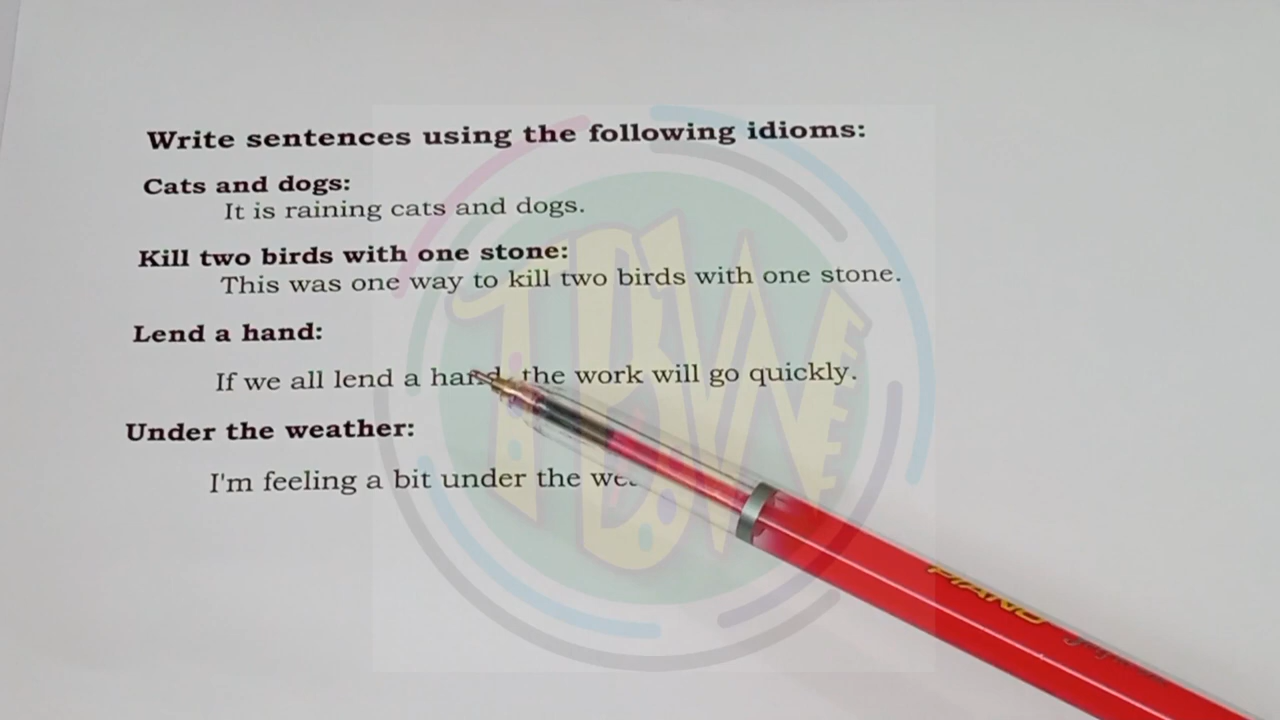 Write sentences using the following idioms:
Cats and dogs:
It is raining cats and dogs.
Kill two birds with one stone:
This was one way to kill two birds with one stone.
Lend a hand:
If we all lend a hand, the work will go quickly.
Under the weather:
I'm feeling a bit under the
TBW
PIANO